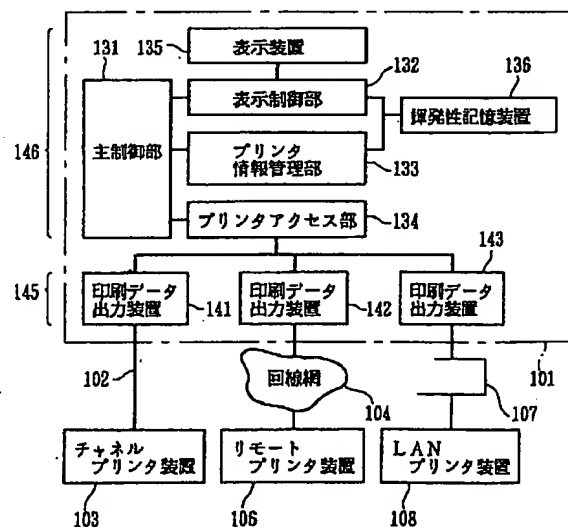 131
135
表示装置
132
136
表示制御部
揮発性記憶装置
146
主制御部
プリンタ
情報管理部
133
プリンタアクセス部
134
143
145
印刷データ
出力装置
141
印刷データ
出力装置
142
印刷データ
出力装置
101
102
回線網
104
107
チャネル
プリンタ装置
103
リモート
プリンタ装置
106
LAN
プリンタ装置
108